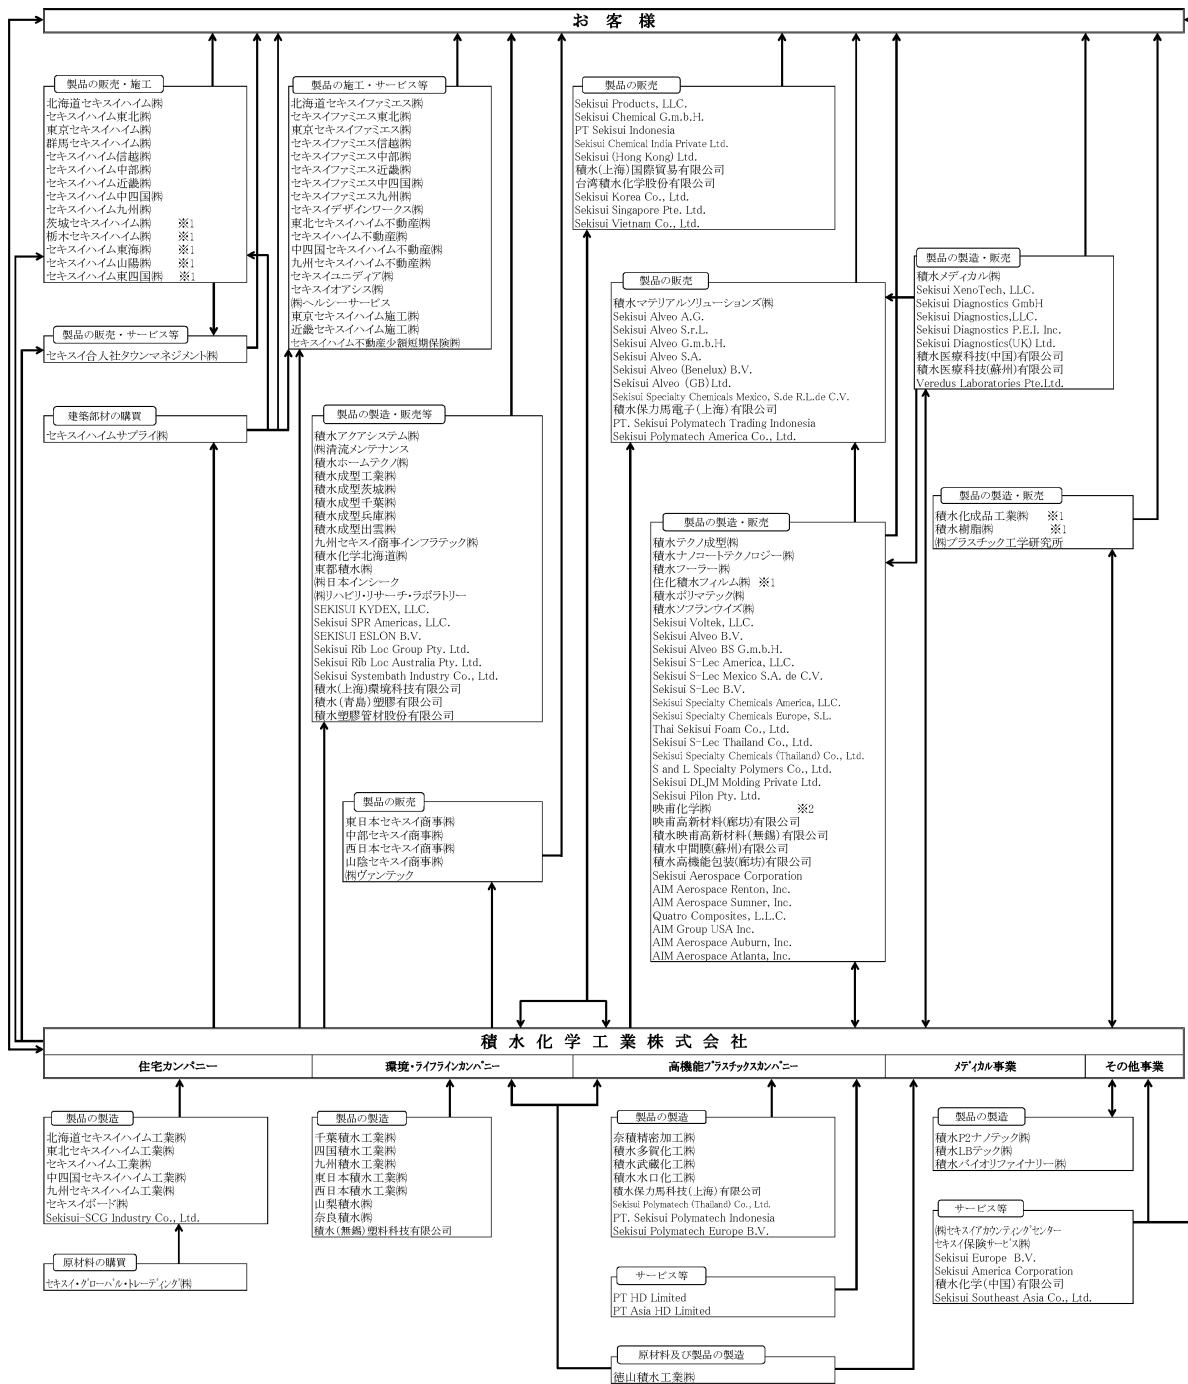 お 客 様
製品の販売・施工
北海道セキスイハイム㈱
セキスイハイム東北㈱
東京セキスイハイム㈱
群馬セキスイハイム㈱
セキスイハイム信越㈱
セキスイハイム中部㈱
セキスイハイム近畿㈱
セキスイハイム中四国㈱
セキスイハイム九州㈱
茨城セキスイハイム㈱ ※1
栃木セキスイハイム㈱ ※1
セキスイハイム東海㈱ ※1
セキスイハイム山陽㈱ ※1
セキスイハイム東四国㈱ ※1
製品の販売・サービス等
セキスイ合人社タウンマネジメント㈱
建築部材の購買
セキスイハイムサプライ㈱
製品の施工・サービス等
北海道セキスイファミエス㈱
セキスイファミエス東北㈱
東京セキスイファミエス㈱
セキスイファミエス信越㈱
セキスイファミエス中部㈱
セキスイファミエス近畿㈱
セキスイファミエス中四国㈱
セキスイファミエス九州㈱
セキスイデザインワークス㈱
東北セキスイハイム不動産㈱
セキスイハイム不動産㈱
中四国セキスイハイム不動産㈱
九州セキスイハイム不動産㈱
セキスイユニディア㈱
セキスイオアシス㈱
㈱ヘルシーサービス
東京セキスイハイム施工㈱
近畿セキスイハイム施工㈱
セキスイハイム不動産少額短期保険㈱
製品の製造・販売等
積水アクアシステム㈱
㈱清流メンテナンス
積水ホームテクノ㈱
積水成型工業㈱
積水成型茨城㈱
積水成型千葉㈱
積水成型兵庫㈱
積水成型出雲㈱
九州セキスイ商事インフラテック㈱
積水化学北海道㈱
東都積水㈱
㈱日本インシーク
㈱リハビリ・リサーチ・ラボラトリー
SEKISUI KYDEX, LLC.
Sekisui SPR Americas, LLC.
SEKISUI ESLON B.V.
Sekisui Rib Loc Group Pty. Ltd.
Sekisui Rib Loc Australia Pty. Ltd.
Sekisui Systembath Industry Co., Ltd.
積水(上海)環境科技有限公司
積水(青島)塑膠有限公司
積水塑膠管材股份有限公司
製品の販売
東日本セキスイ商事㈱
中部セキスイ商事㈱
西日本セキスイ商事㈱
山陰セキスイ商事㈱
㈱ヴァンテック
製品の販売
Sekisui Products, LLC.
Sekisui Chemical G.m.b.H.
PT Sekisui Indonesia
Sekisui Chemical India Private Ltd.
Sekisui (Hong Kong) Ltd.
積水(上海)国際貿易有限公司
台湾積水化学股份有限公司
Sekisui Korea Co., Ltd.
Sekisui Singapore Pte. Ltd.
Sekisui Vietnam Co., Ltd.
製品の販売
積水マテリアルソリューションズ㈱
Sekisui Alveo A.G.
Sekisui Alveo S.r.L.
Sekisui Alveo G.m.b.H.
Sekisui Alveo S.A.
Sekisui Alveo (Benelux) B.V.
Sekisui Alveo (GB) Ltd.
Sekisui Specialty Chemicals Mexico, S.de R.L.de C.V.
積水保力馬電子(上海)有限公司
PT. Sekisui Polymatech Trading Indonesia
Sekisui Polymatech America Co., Ltd.
製品の製造・販売
積水テクノ成型㈱
積水ナノコートテクノロジー㈱
積水フーラー㈱
住化積水フィルム㈱ ※1
積水ポリマテック㈱
積水ソフランウイズ㈱
Sekisui Voltek, LLC.
Sekisui Alveo B.V.
Sekisui Alveo BS G.m.b.H.
Sekisui S-Lec America, LLC.
Sekisui S-Lec Mexico S.A. de C.V.
Sekisui S-Lec B.V.
Sekisui Specialty Chemicals America, LLC.
Sekisui Specialty Chemicals Europe, S.L.
Thai Sekisui Foam Co., Ltd.
Sekisui S-Lec Thailand Co., Ltd.
Sekisui Specialty Chemicals (Thailand) Co., Ltd.
S and L Specialty Polymers Co., Ltd.
Sekisui DLJM Molding Private Ltd.
Sekisui Pilon Pty. Ltd.
映甫化学㈱ ※2
映甫高新材料(廊坊)有限公司
積水映甫高新材料(無錫)有限公司
積水中間膜(蘇州)有限公司
積水高機能包装(廊坊)有限公司
Sekisui Aerospace Corporation
AIM Aerospace Renton, Inc.
AIM Aerospace Sumner, Inc.
Quatro Composites, L.L.C.
AIM Group USA Inc.
AIM Aerospace Auburn, Inc.
AIM Aerospace Atlanta, Inc.
製品の製造・販売
積水メディカル㈱
Sekisui XenoTech, LLC.
Sekisui Diagnostics GmbH
Sekisui Diagnostics,LLC.
Sekisui Diagnostics P.E.I. Inc.
Sekisui Diagnostics(UK) Ltd.
積水医療科技(中国)有限公司
積水医療科技(蘇州)有限公司
Veredus Laboratories Pte.Ltd.
製品の製造・販売
積水化成品工業㈱ ※1
積水樹脂㈱ ※1
㈱プラスチック工学研究所
積 水 化 学 工 業 株 式 会 社
住宅カンパニー
環境・ライフラインカンパニー
高機能プラスチックスカンパニー
メディカル事業
その他事業
製品の製造
北海道セキスイハイム工業㈱
東北セキスイハイム工業㈱
セキスイハイム工業㈱
中四国セキスイハイム工業㈱
九州セキスイハイム工業㈱
セキスイボード㈱
Sekisui-SCG Industry Co., Ltd.
原材料の購買
セキスイ・グローバル・トレーディング㈱
製品の製造
千葉積水工業㈱
四国積水工業㈱
九州積水工業㈱
東日本積水工業㈱
西日本積水工業㈱
山梨積水㈱
奈良積水㈱
積水(無錫)塑料科技有限公司
製品の製造
奈積精密加工㈱
積水多賀化工㈱
積水武蔵化工㈱
積水水口化工㈱
積水保力馬科技(上海)有限公司
Sekisui Polymatech (Thailand) Co., Ltd.
PT. Sekisui Polymatech Indonesia
Sekisui Polymatech Europe B.V.
サービス等
PT HD Limited
PT Asia HD Limited
原材料及び製品の製造
徳山積水工業㈱
製品の製造
積水P2ナノテック㈱
積水LBテック㈱
積水バイオリファイナリー㈱
サービス等
㈱セキスイアカウンティングセンター
セキスイ保険サービス㈱
Sekisui Europe B.V.
Sekisui America Corporation
積水化学(中国)有限公司
Sekisui Southeast Asia Co., Ltd.